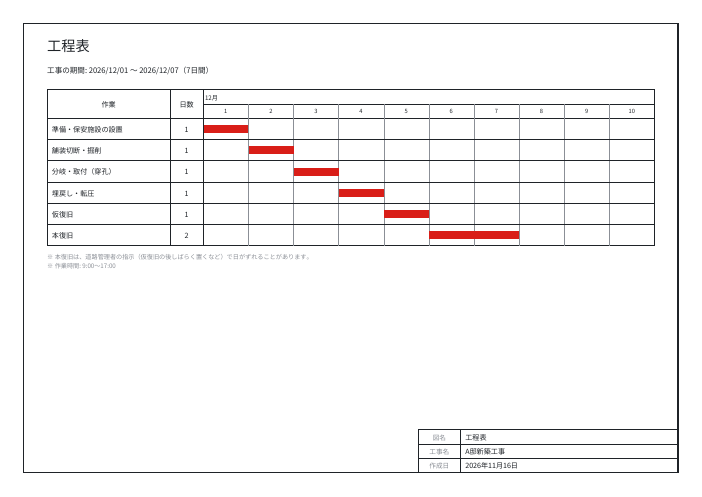 工程表
工事の期間: 2026/12/01 〜 2026/12/07（7日間）
作業 日数 12月
1 2 3 4 5 6 7 8 9 10
準備・保安施設の設置 1
舗装切断・掘削 1
分岐・取付（穿孔） 1
埋戻し・転圧 1
仮復旧 1
本復旧 2
※ 本復旧は、道路管理者の指示（仮復旧の後しばらく置くなど）で日がずれることがあります。
※ 作業時間: 9:00〜17:00
図名 工程表
工事名 A邸新築工事
作成日 2026年11月16日